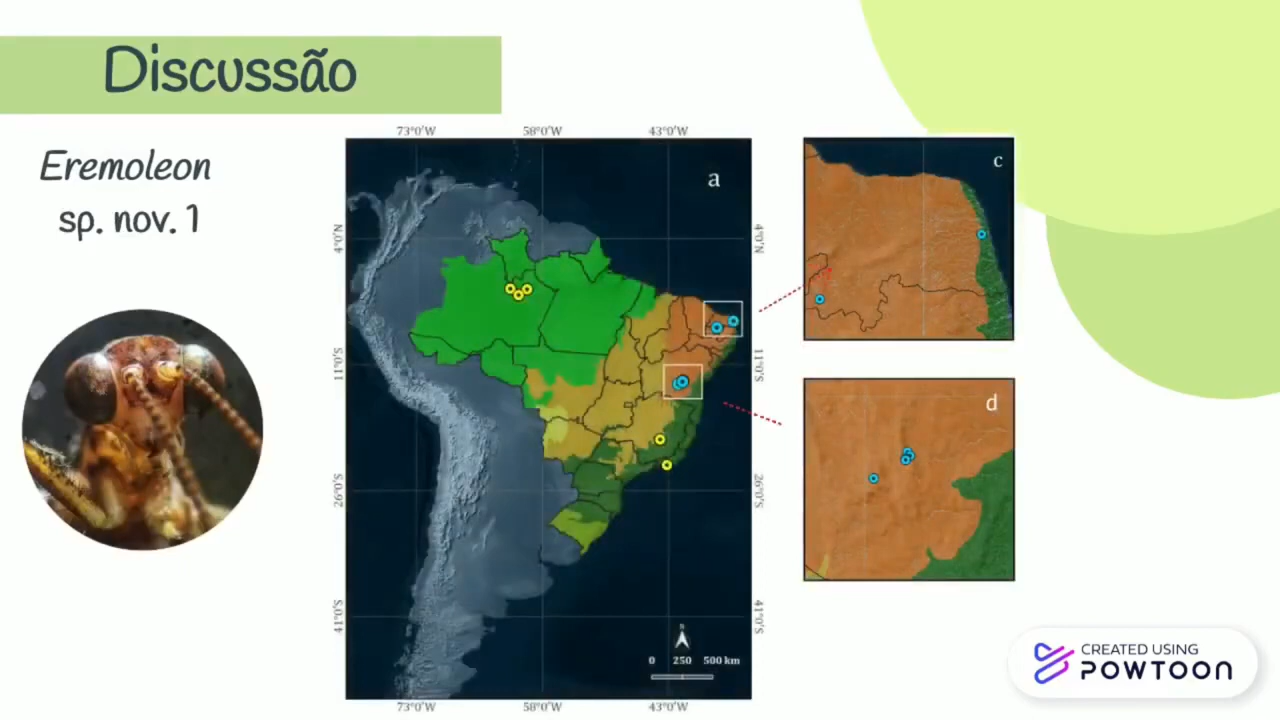 Discussão
Eremoleon
sp. nov. 1
73°0'W 58°0'W 43°0'W
a
4°0'N 4°0'N
11°0'S 11°0'S
26°0'S 26°0'S
41°0'S 41°0'S
N
0 250 500 km
73°0'W 58°0'W 43°0'W
c
d
CREATED USING
POWTOON